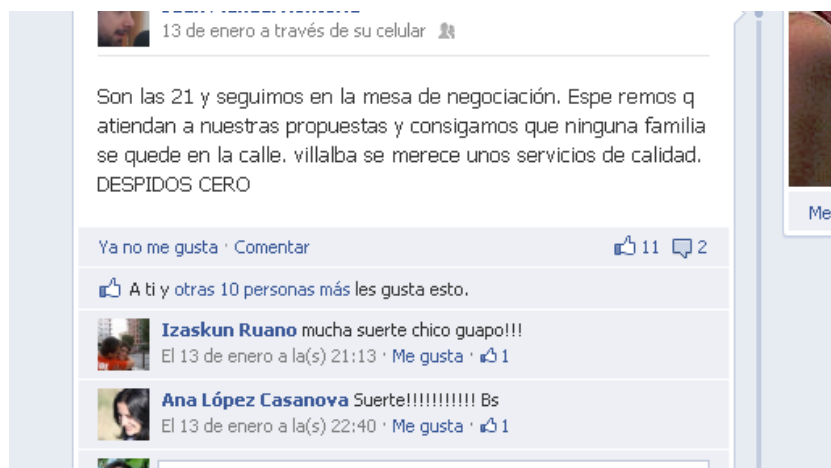 13 de enero a través de su celular
Son las 21 y seguimos en la mesa de negociación. Espe remos q
atiendan a nuestras propuestas y consigamos que ninguna familia
se quede en la calle. villalba se merece unos servicios de calidad.
DESPIDOS CERO
Me
Ya no me gusta · Comentar 11 2
A ti y otras 10 personas más les gusta esto.
Izaskun Ruano mucha suerte chico guapo!!!
El 13 de enero a la(s) 21:13 · Me gusta · 1
Ana López Casanova Suerte!!!!!!!!!!! Bs
El 13 de enero a la(s) 22:40 · Me gusta · 1